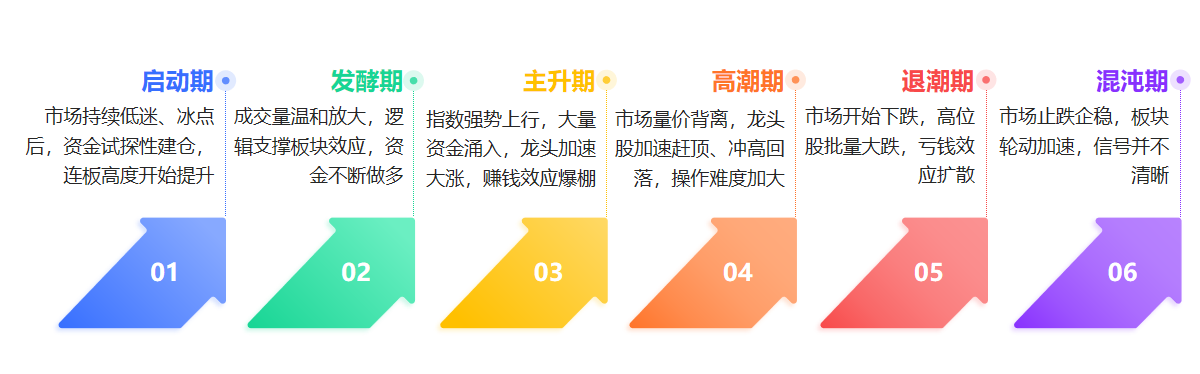 启动期
市场持续低迷、冰点
后，资金试探性建仓，
连板高度开始提升
01
发酵期
成交量温和放大，逻
辑支撑板块效应，资
金不断做多
02
主升期
指数强势上行，大量
资金涌入，龙头加速
大涨，赚钱效应爆棚
03
高潮期
市场量价背离，龙头
股加速赶顶、冲高回
落，操作难度加大
04
退潮期
市场开始下跌，高位
股批量大跌，亏钱效
应扩散
05
混沌期
市场止跌企稳，板块
轮动加速，信号并不
清晰
06